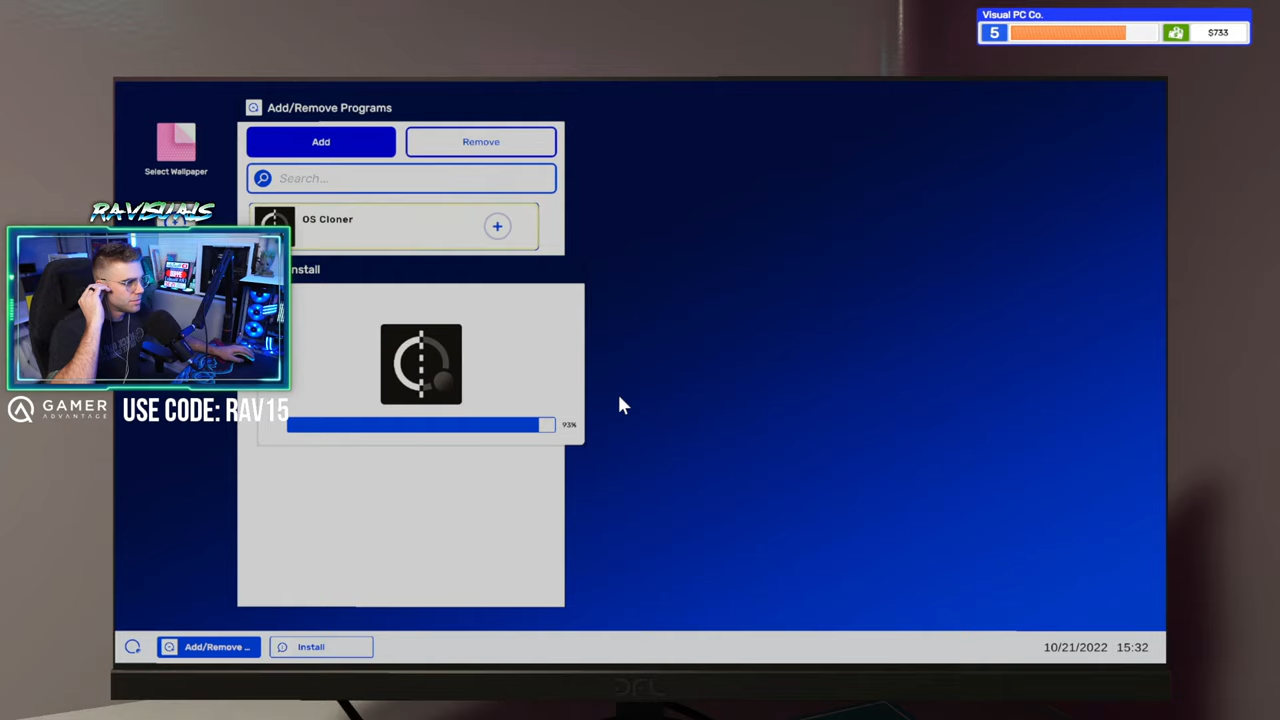 Visual PC Co.
5
$733
Add/Remove Programs
Add
Remove
Select Wallpaper
Search...
RAVISUALS
OS Cloner
Install
93%
GAMER
ADVANTAGE
USE CODE: RAV15
Add/Remove ...
Install
10/21/2022 15:32